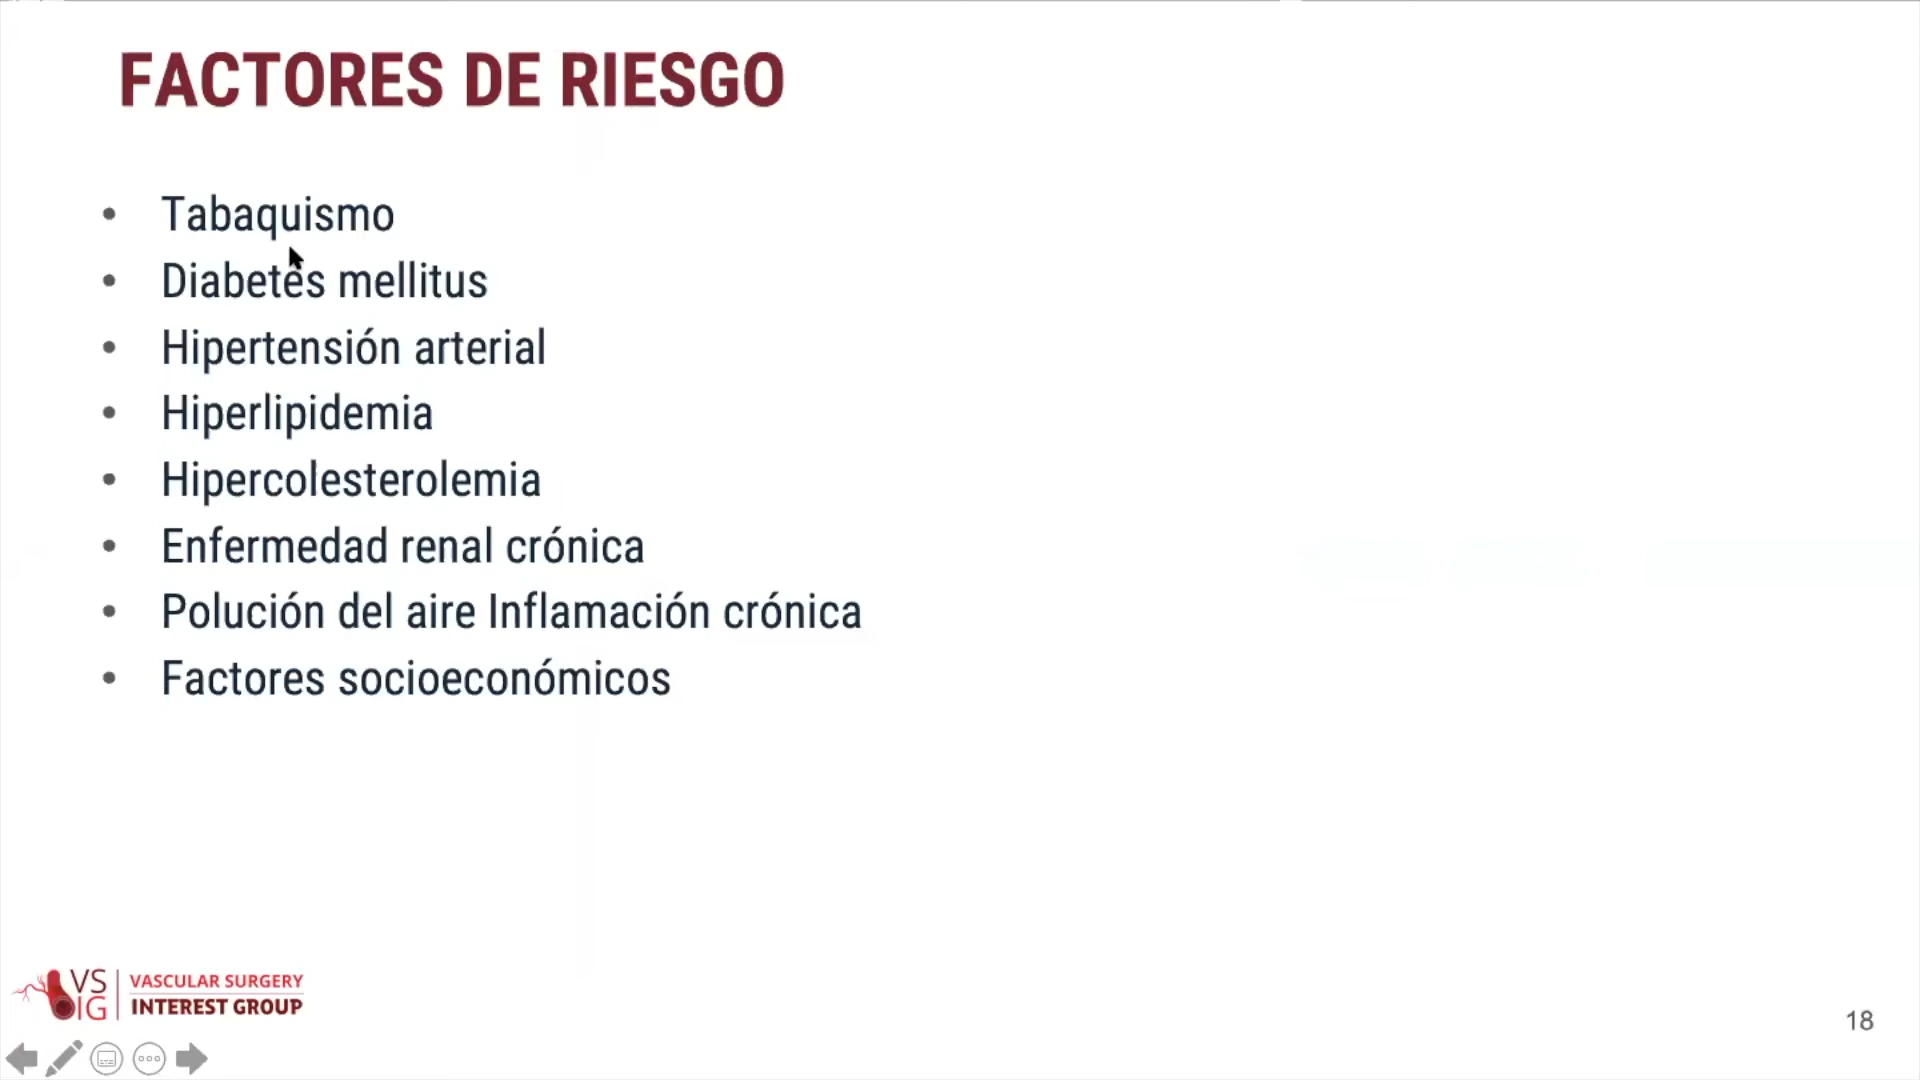 FACTORES DE RIESGO
• Tabaquismo
• Diabetes mellitus
• Hipertensión arterial
• Hiperlipidemia
• Hipercolesterolemia
• Enfermedad renal crónica
• Polución del aire Inflamación crónica
• Factores socioeconómicos
VS
IG
VASCULAR SURGERY
INTEREST GROUP
18